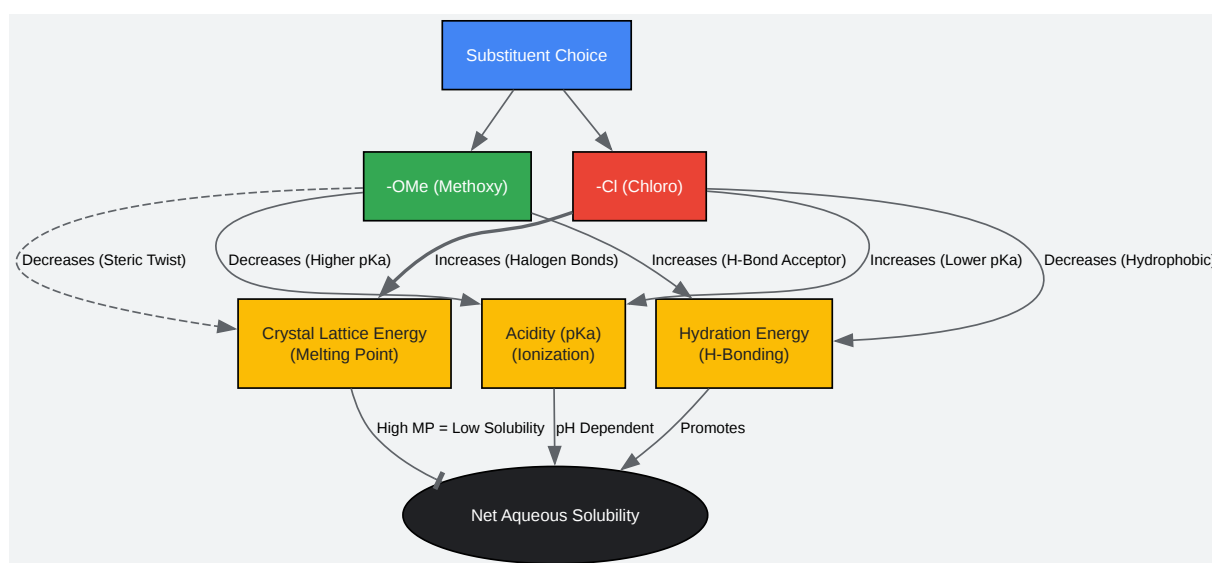 Substituent Choice
-OMe (Methoxy)
-Cl (Chloro)
Decreases (Steric Twist)
Decreases (Higher pKa)
Increases (Halogen Bonds)
Increases (H-Bond Acceptor)
Increases (Lower pKa)
Decreases (Hydrophobic)
Crystal Lattice Energy
(Melting Point)
Acidity (pKa)
(Ionization)
Hydration Energy
(H-Bonding)
High MP = Low Solubility
pH Dependent
Promotes
Net Aqueous Solubility